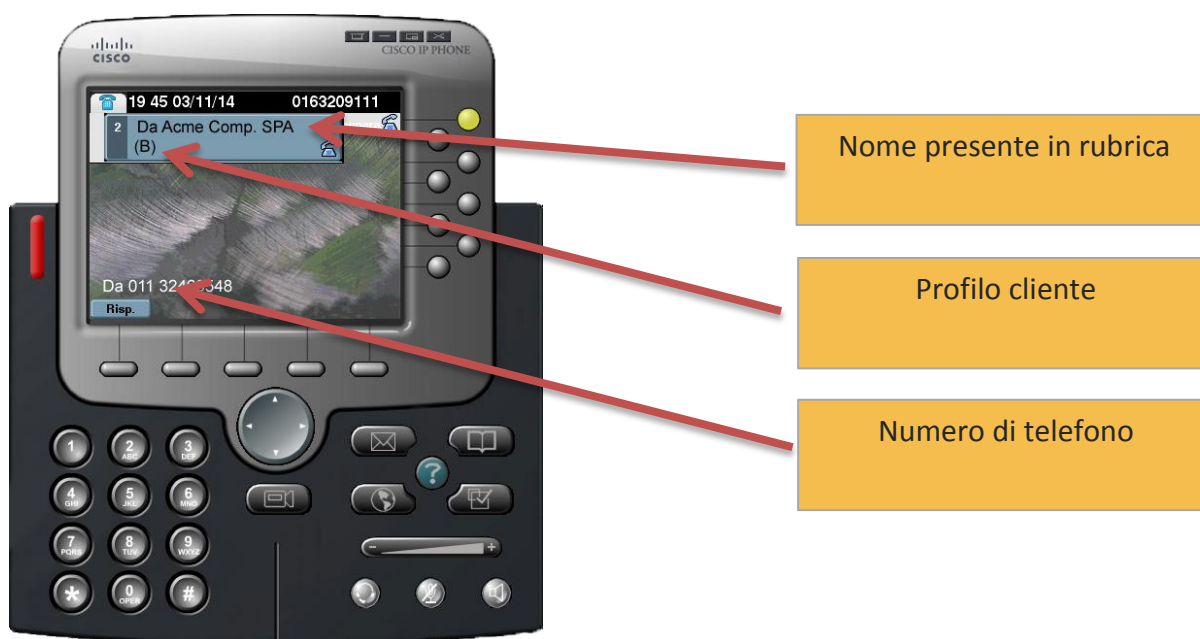 CISCO
CISCO IP PHONE
19 45 03/11/14 0163209111
2 Da Acme Comp. SPA
(B)
Da 011
Risp.
1
2 ABC
3 DEF
4 GHI
5 JKL
6 MNO
7 PQRS
8 TUV
9 WXYZ
*
0 OPER
#
?
-
+
Nome presente in rubrica
Profilo cliente
Numero di telefono